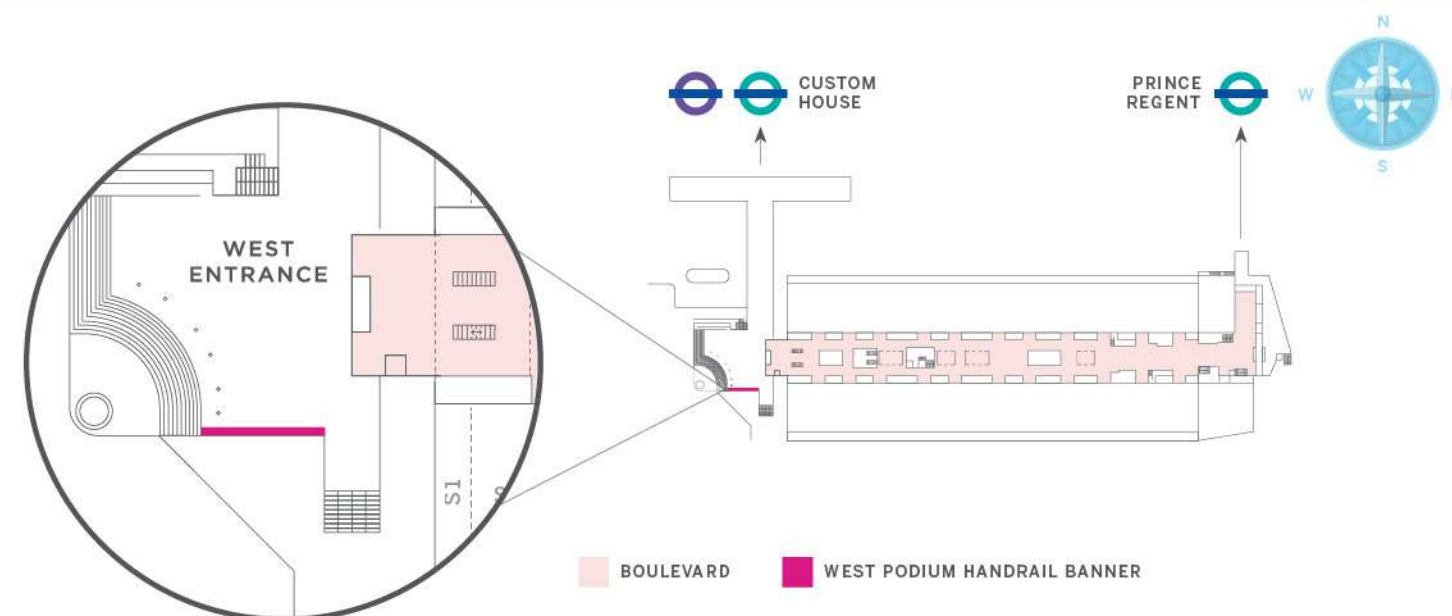 N
W
S
CUSTOM
HOUSE
PRINCE
REGENT
WEST
ENTRANCE
S1
BOULEVARD
WEST PODIUM HANDRAIL BANNER